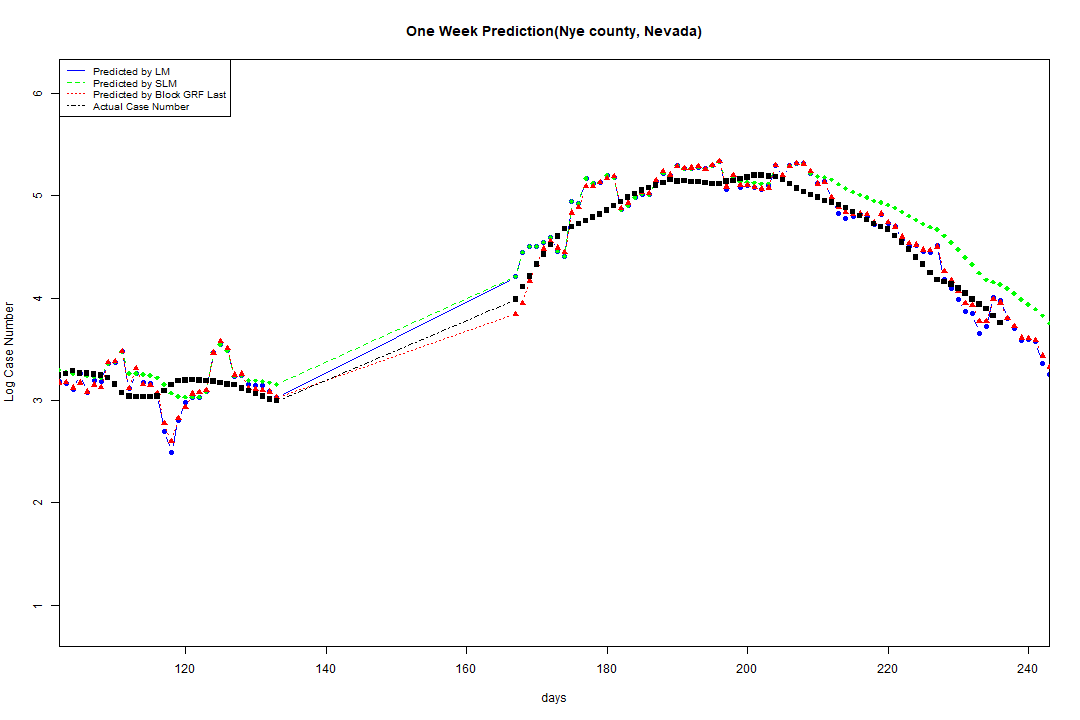 One Week Prediction(Nye county, Nevada)
Predicted by LM
Predicted by SLM
Predicted by Block GRF Last
Actual Case Number
6
5
4
3
2
1
Log Case Number
120 140 160 180 200 220 240
days